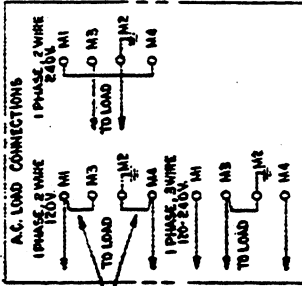 A.C. LOAD CONNECTIONS
1 PHASE, 2 WIRE
120V.
M1
M3
TO LOAD
M2
M4
1 PHASE, 2 WIRE
240V.
M1
M3
TO LOAD
M2
M4
1 PHASE, 3 WIRE
120-240V.
M1
M3
TO LOAD
M2
M4